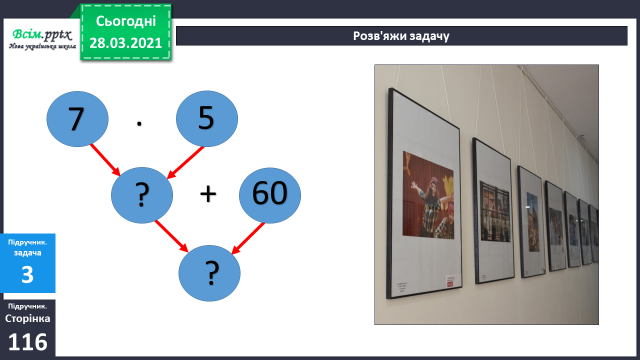 Всім.pptx
Нова українська школа
Сьогодні
28.03.2021
Розв'яжи задачу
7 . 5
? + 60
?
Підручник.
задача
3
Підручник.
Сторінка
116